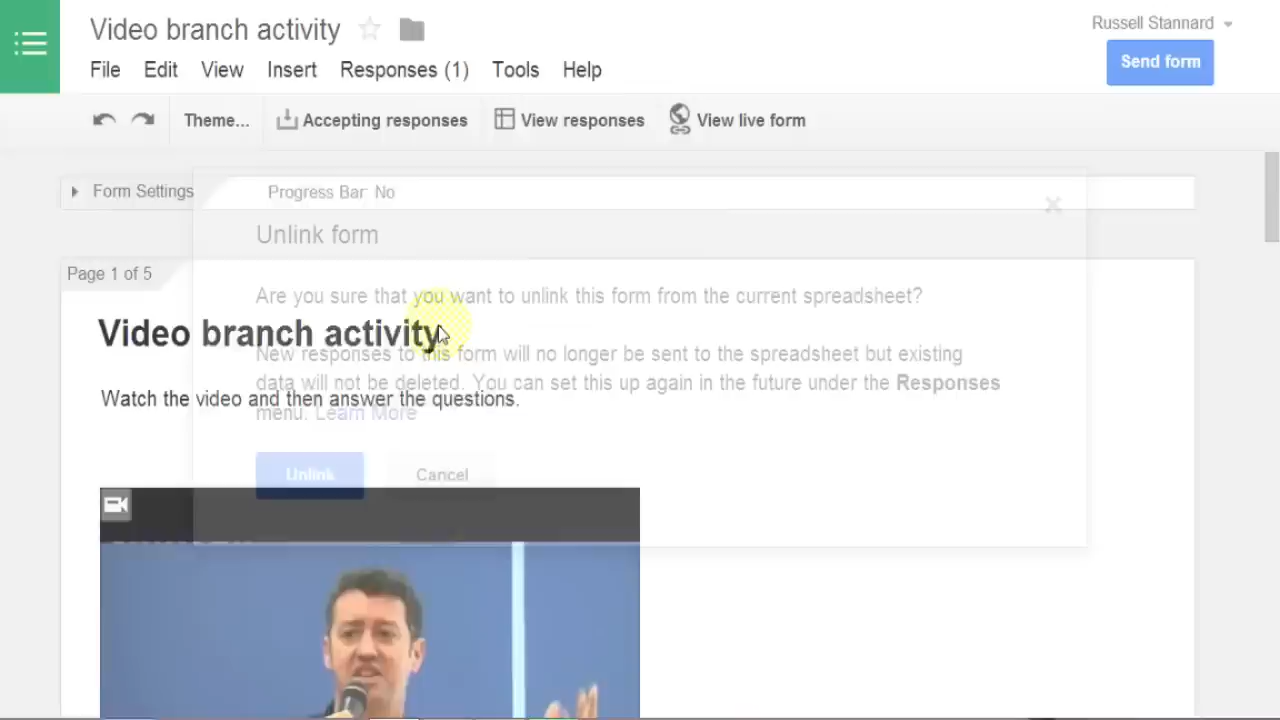 Video branch activity
Russell Stannard
File Edit View Insert Responses (1) Tools Help
Send form
Theme... Accepting responses View responses View live form
Form Settings Progress Bar: No
Unlink form
Page 1 of 5
Are you sure that you want to unlink this form from the current spreadsheet?
Video branch activity
New responses to this form will no longer be sent to the spreadsheet but existing
data will not be deleted. You can set this up again in the future under the Responses
Watch the video and then answer the questions.
menu. Learn More
Unlink Cancel